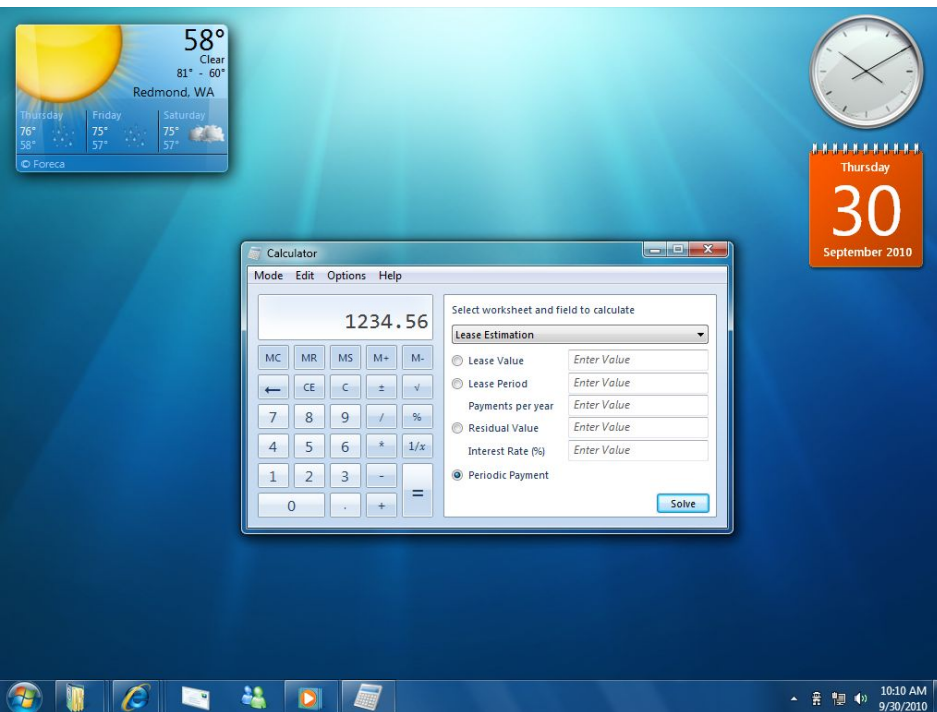 58°
Clear
81° - 60°
Redmond, WA
Thursday Friday Saturday
76° 75° 75°
58° 57° 57°
© Foreca
Thursday
30
September 2010
Calculator
Mode Edit Options Help
1234.56
MC MR MS M+ M-
← CE C ± √
7 8 9 / %
4 5 6 * 1/x
1 2 3 - =
0 . +
Select worksheet and field to calculate
Lease Estimation
Lease Value Enter Value
Lease Period Enter Value
Payments per year Enter Value
Residual Value Enter Value
Interest Rate (%) Enter Value
Periodic Payment
Solve
10:10 AM
9/30/2010